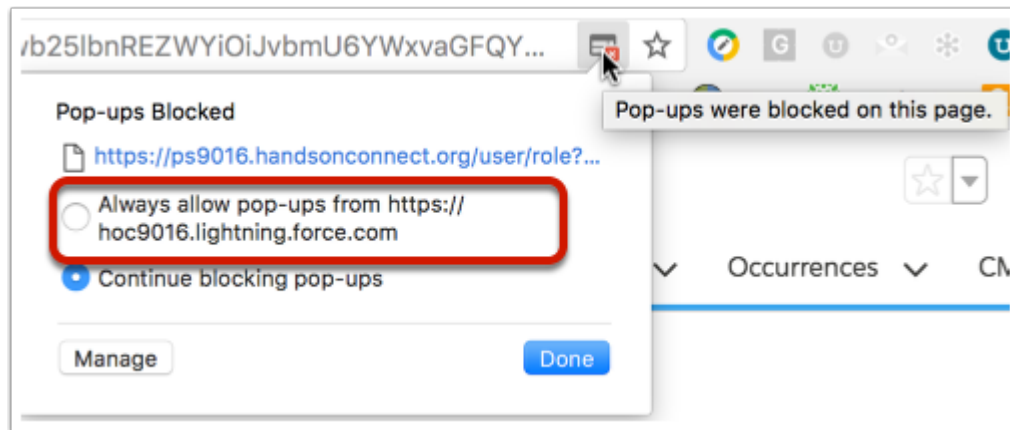 vb25lbnREZWYiOiJvbmU6YWxvaGFQY...
G
Pop-ups Blocked
Pop-ups were blocked on this page.
https://ps9016.handsonconnect.org/user/role?...
Always allow pop-ups from https://
hoc9016.lightning.force.com
Continue blocking pop-ups
Occurrences
Manage
Done